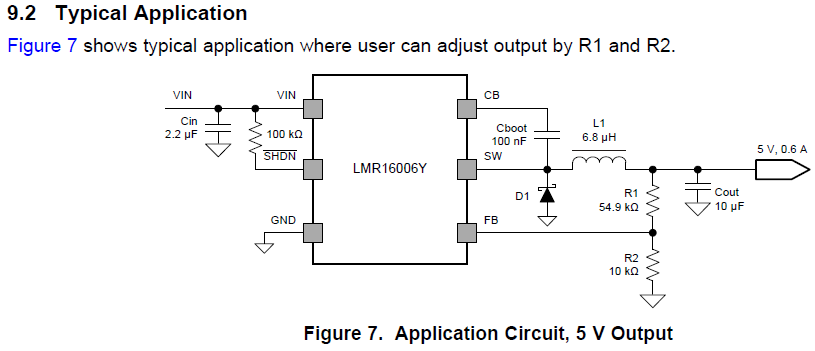 9.2 Typical Application
Figure 7 shows typical application where user can adjust output by R1 and R2.
VIN
VIN
CB
Cin
2.2 µF
100 kΩ
SHDN
Cboot
100 nF
L1
6.8 µH
SW
LMR16006Y
5 V, 0.6 A
D1
R1
54.9 kΩ
Cout
10 µF
GND
FB
R2
10 kΩ
Figure 7. Application Circuit, 5 V Output